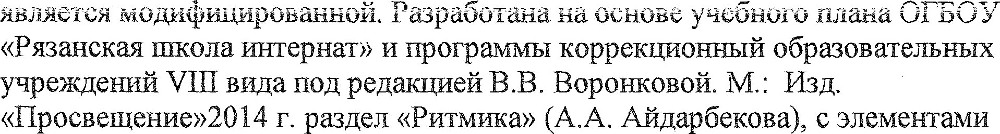 является модифицированной. Разработана на основе учебного плана ОГБОУ
«Рязанская школа интернат» и программы коррекционный образовательных
учреждений VIII вида под редакцией В.В. Воронковой. М.: Изд.
«Просвещение»2014 г. раздел «Ритмика» (А.А. Айдарбекова), с элементами